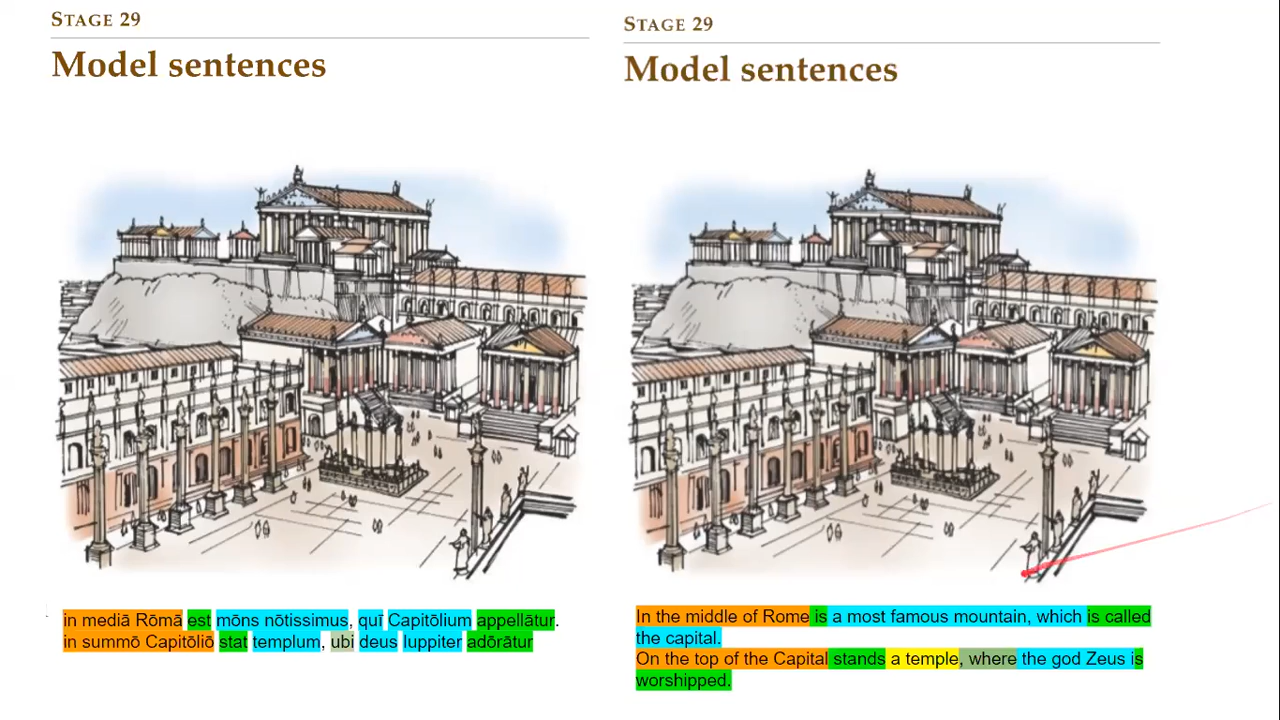 STAGE 29
Model sentences
in mediā Rōmā est mōns nōtissimus, quī Capitōlium appellātur.
in summō Capitōliō stat templum, ubi deus Iuppiter adōrātur
STAGE 29
Model sentences
In the middle of Rome is a most famous mountain, which is called
the capital.
On the top of the Capital stands a temple, where the god Zeus is
worshipped.